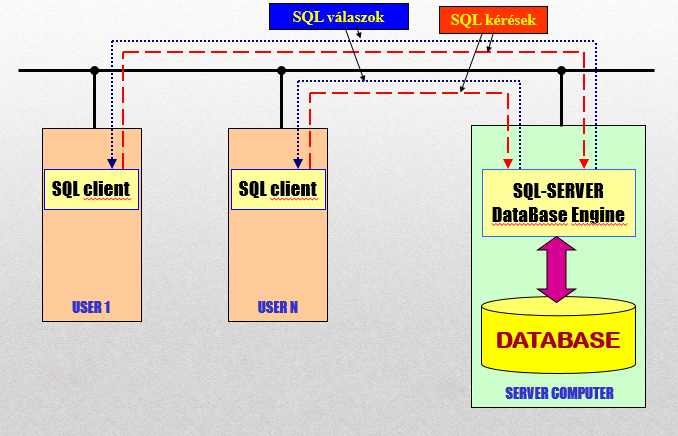 SQL válaszok
SQL kérések
SQL client
SQL client
SQL-SERVER
DataBase Engine
DATABASE
USER 1
USER N
SERVER COMPUTER